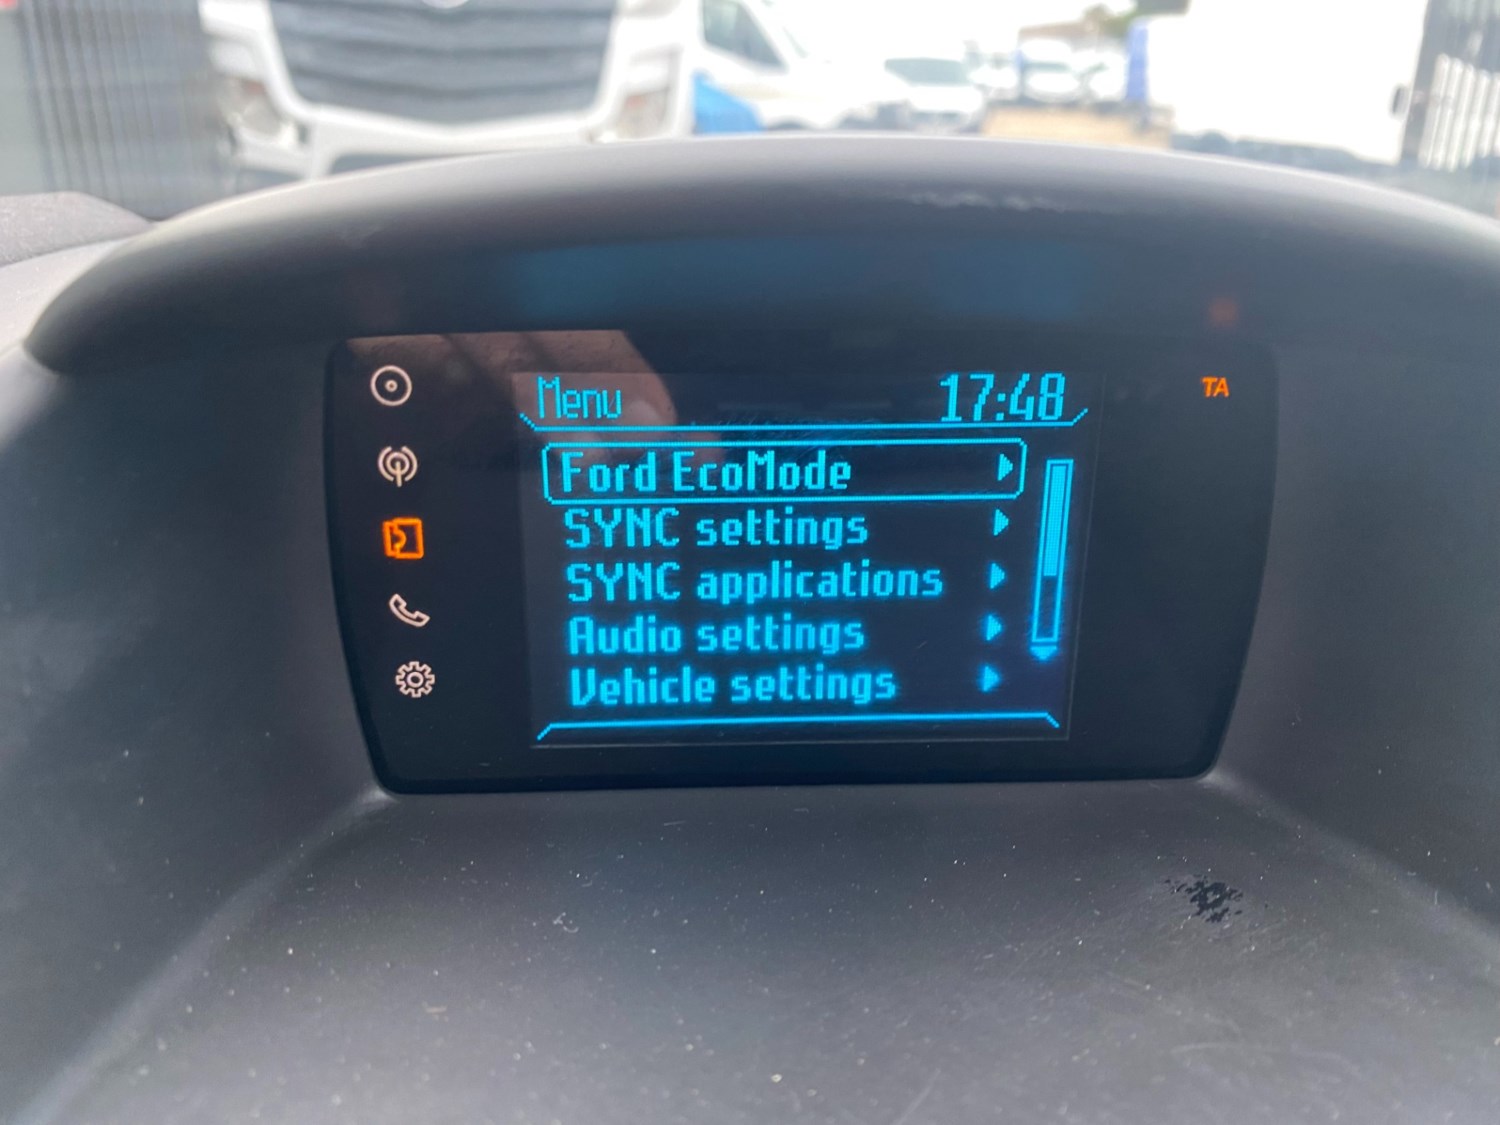 Menu 17:48
TA
Ford EcoMode
SYNC settings
SYNC applications
Audio settings
Vehicle settings